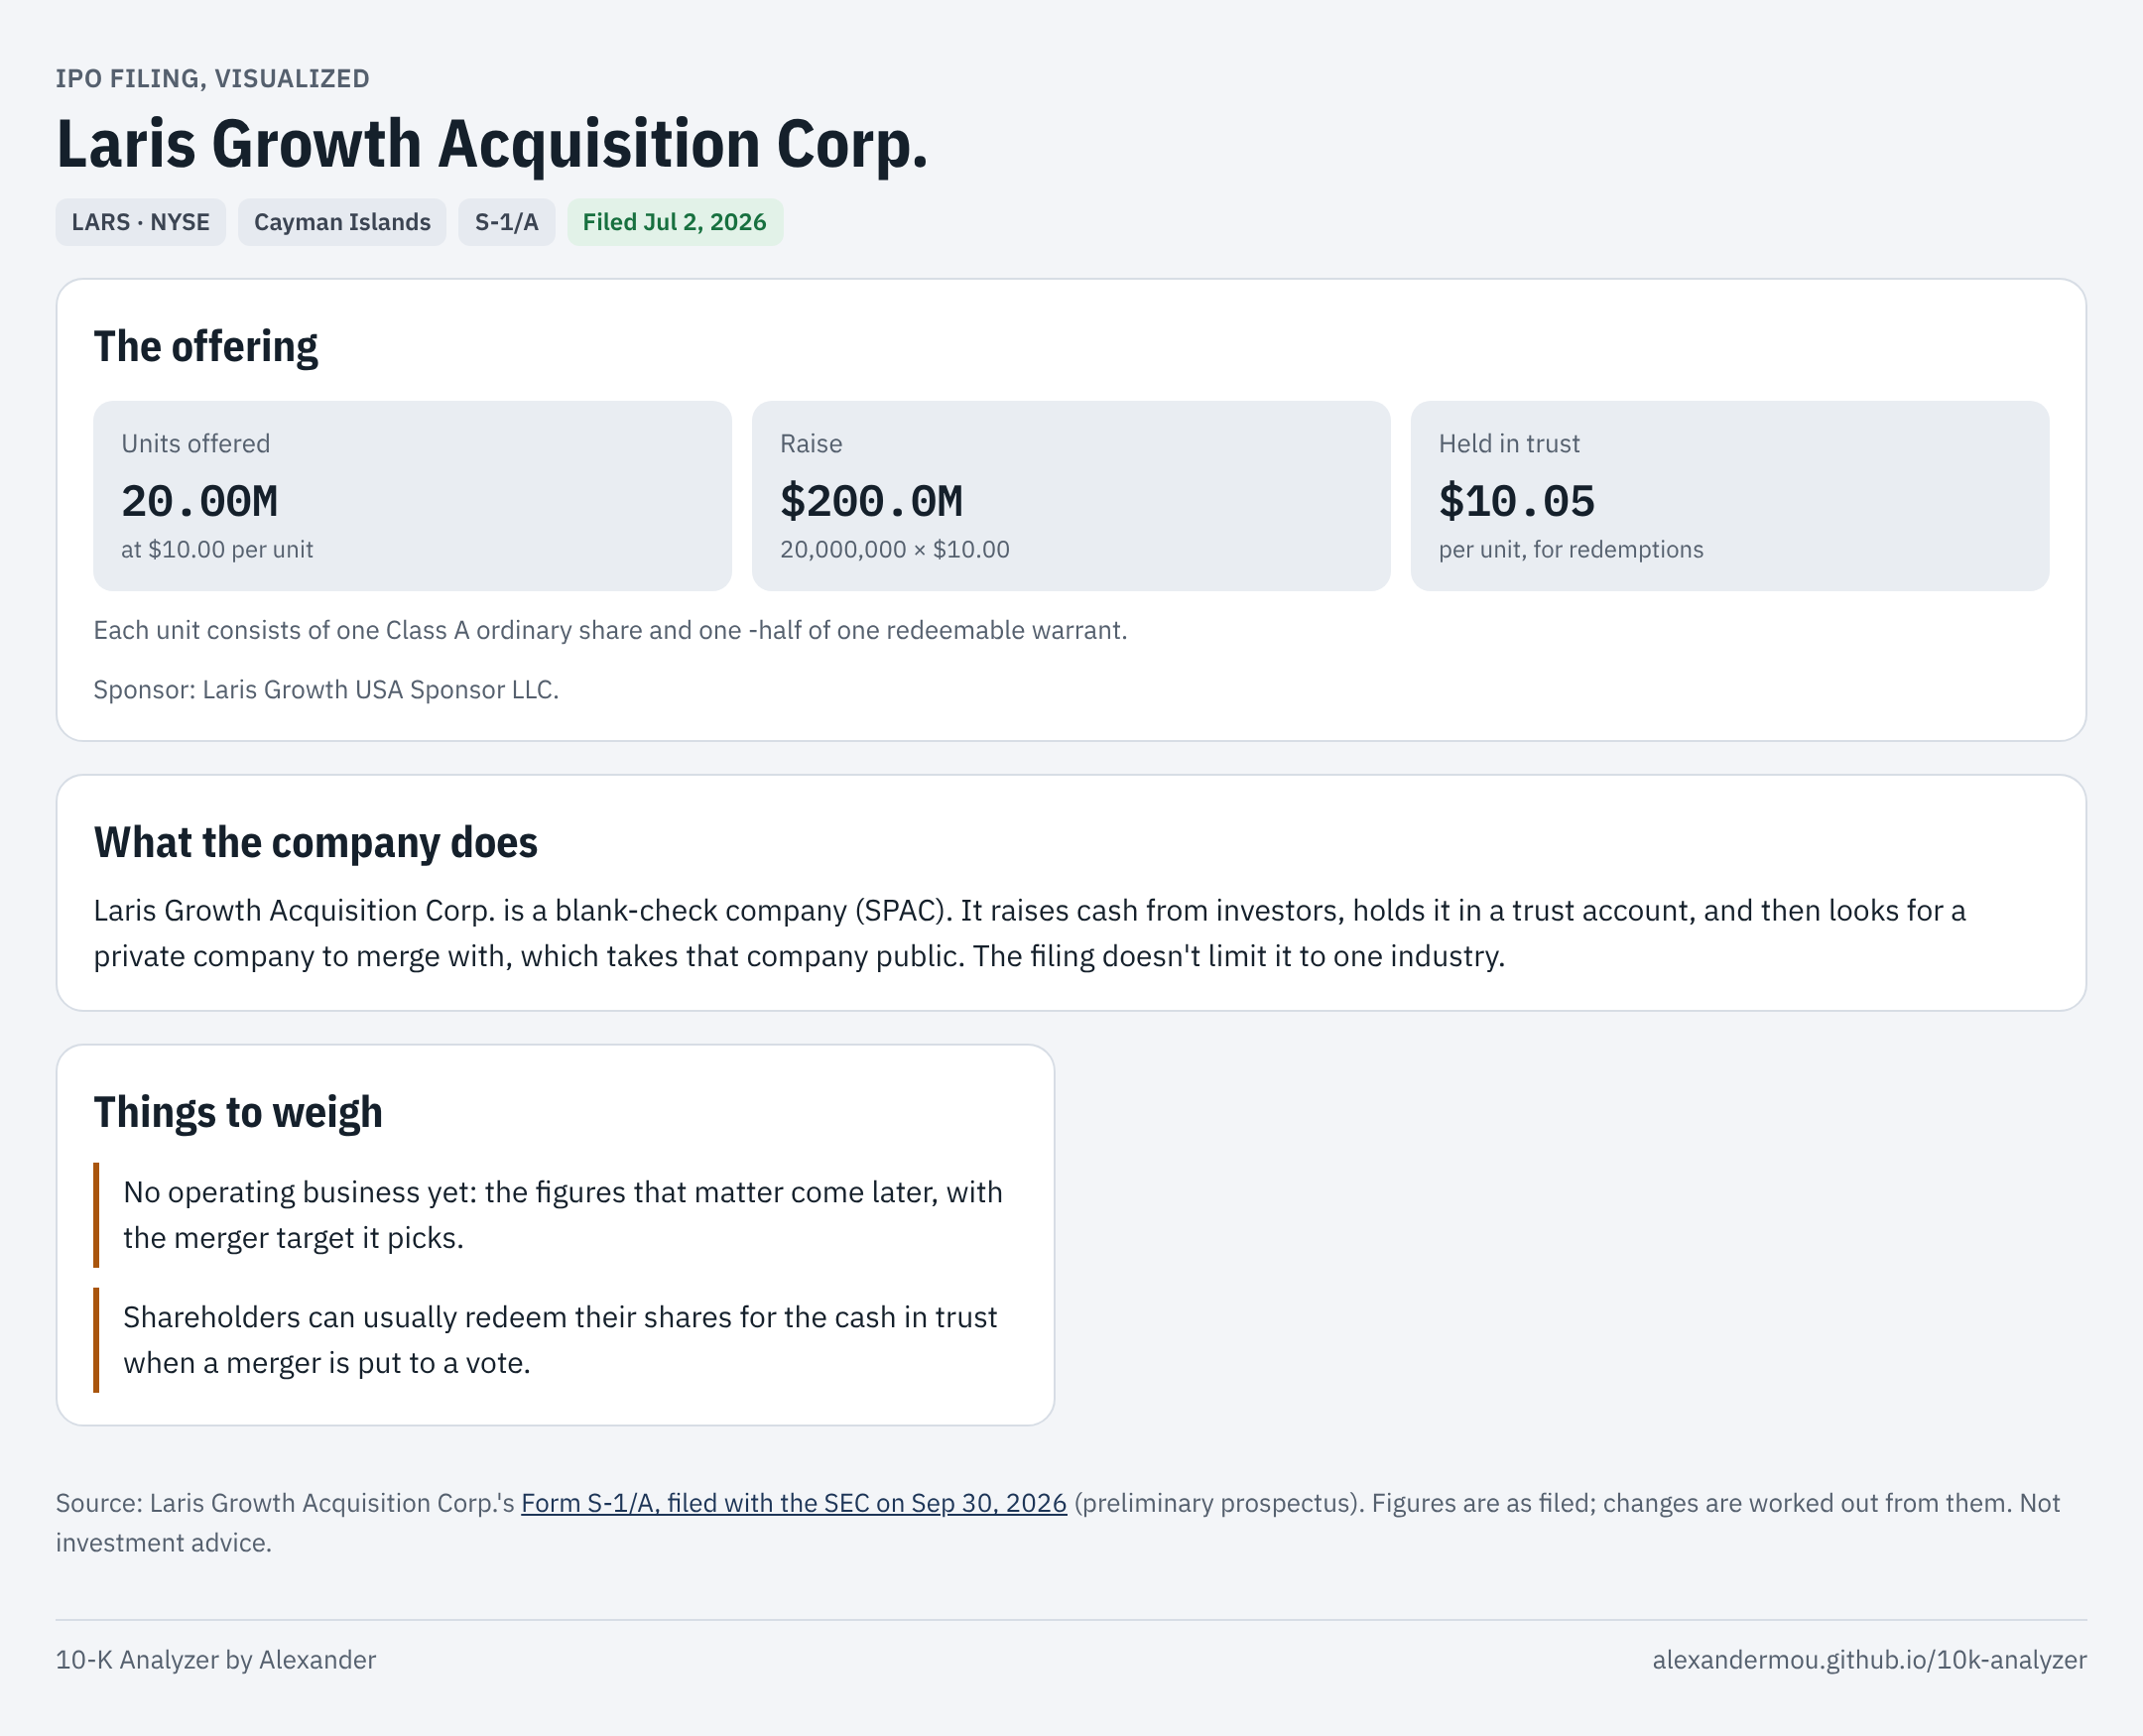 IPO FILING, VISUALIZED
Laris Growth Acquisition Corp.
LARS · NYSE Cayman Islands S-1/A Filed Jul 2, 2026
The offering
Units offered
20.00M
at $10.00 per unit
Raise
$200.0M
20,000,000 × $10.00
Held in trust
$10.05
per unit, for redemptions
Each unit consists of one Class A ordinary share and one -half of one redeemable warrant.
Sponsor: Laris Growth USA Sponsor LLC.
What the company does
Laris Growth Acquisition Corp. is a blank-check company (SPAC). It raises cash from investors, holds it in a trust account, and then looks for a
private company to merge with, which takes that company public. The filing doesn't limit it to one industry.
Things to weigh
No operating business yet: the figures that matter come later, with
the merger target it picks.
Shareholders can usually redeem their shares for the cash in trust
when a merger is put to a vote.
Source: Laris Growth Acquisition Corp.'s Form S-1/A, filed with the SEC on Sep 30, 2026 (preliminary prospectus). Figures are as filed; changes are worked out from them. Not
investment advice.
10-K Analyzer by Alexander
alexandermou.github.io/10k-analyzer